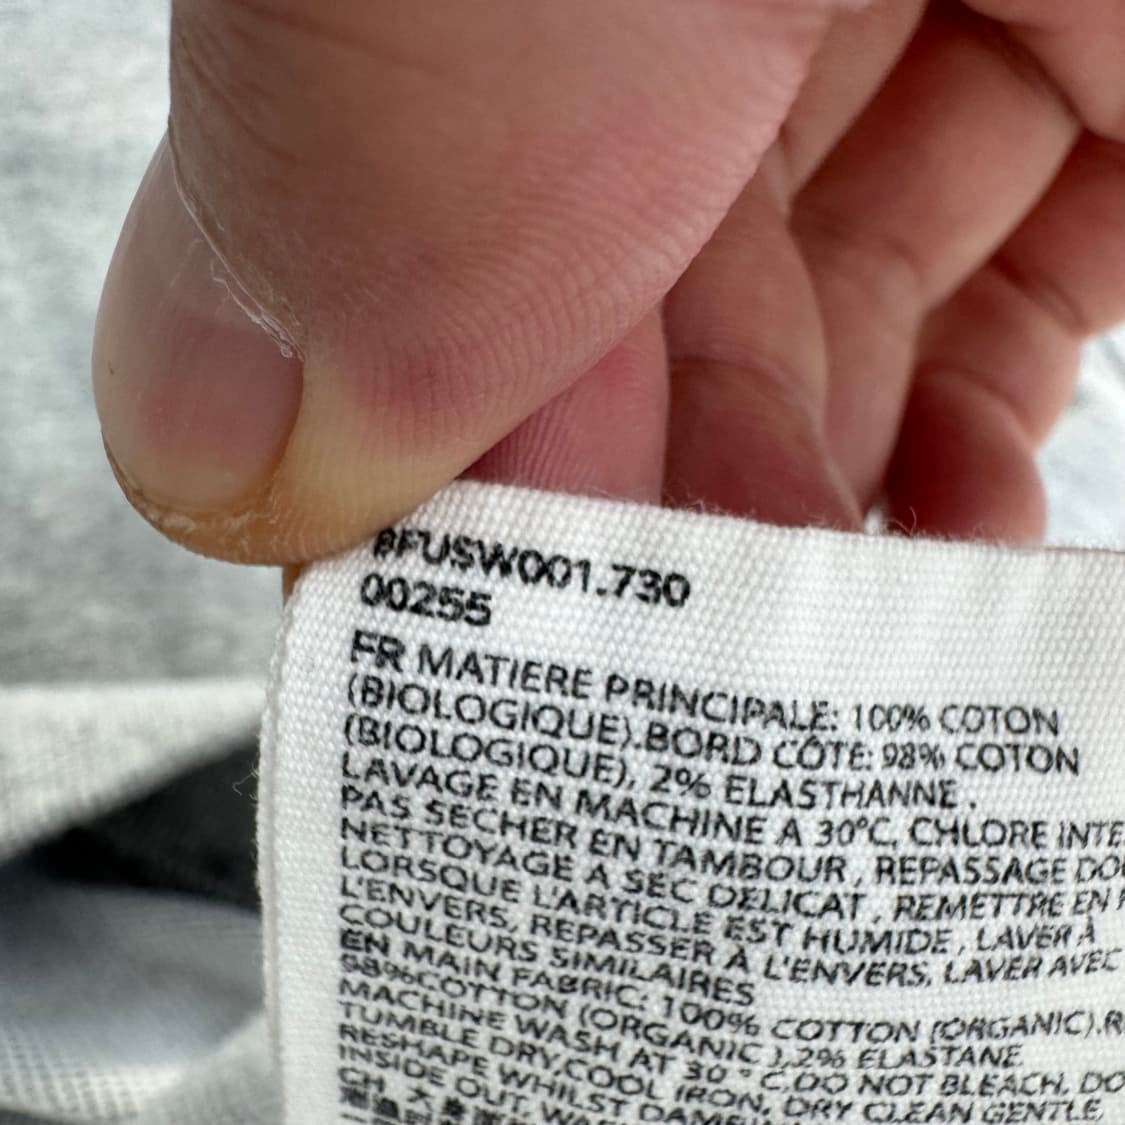 BFUSW001.730
00255
FR MATIERE PRINCIPALE: 100% COTON
(BIOLOGIQUE).BORD CÔTE: 98% COTON
(BIOLOGIQUE), 2% ELASTHANNE.
LAVAGE EN MACHINE A 30°C, CHLORE INTE
PAS SECHER EN TAMBOUR, REPASSAGE DOU
NETTOYAGE A SEC DELICAT, REMETTRE EN F
LORSQUE L'ARTICLE EST HUMIDE, LAVER À
L'ENVERS, REPASSER À L'ENVERS, LAVER AVEC
COULEURS SIMILAIRES
EN MAIN FABRIC: 100% COTTON (ORGANIC).R
98%COTTON (ORGANIC ),2% ELASTANE
MACHINE WASH AT 30 ° C.DO NOT BLEACH. DO
TUMBLE DRY.COOL IRON. DRY CLEAN GENTLE,
RESHAPE WHILST DAMP
INSIDE OUT. WA
CH